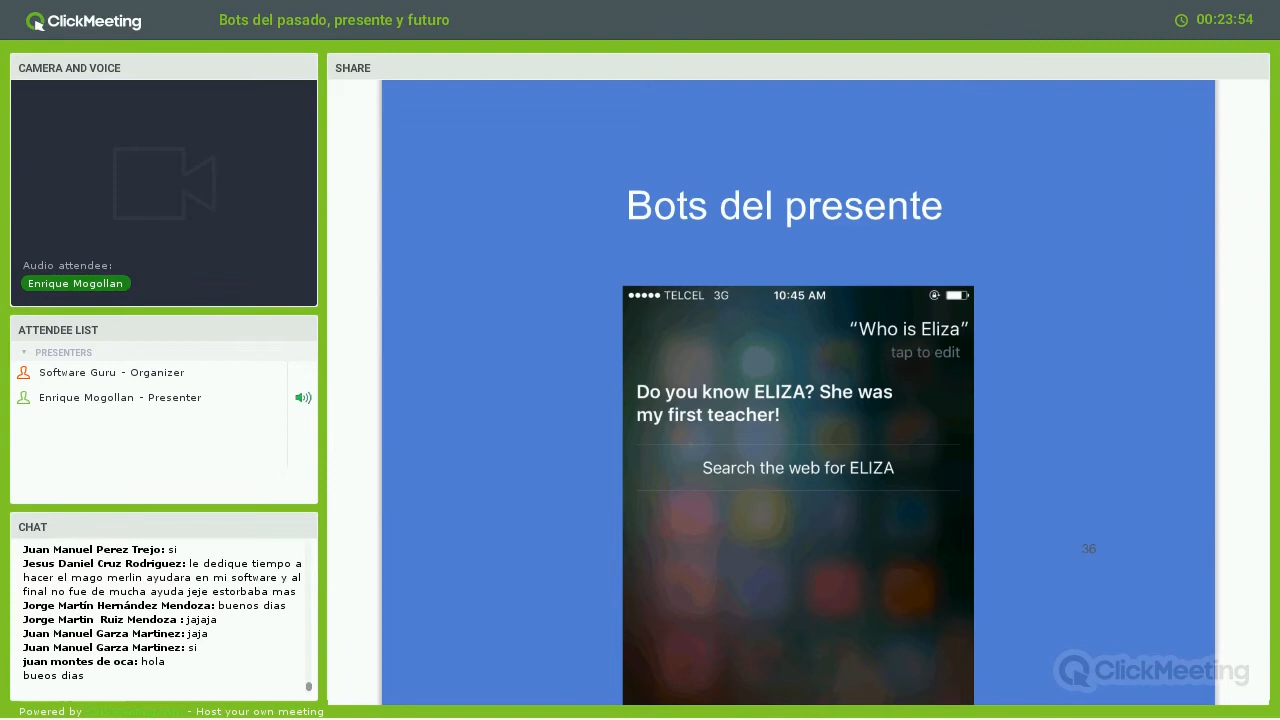 ClickMeeting
Bots del pasado, presente y futuro
00:23:54
CAMERA AND VOICE
Audio attendee:
Enrique Mogollan
ATTENDEE LIST
PRESENTERS
Software Guru - Organizer
Enrique Mogollan - Presenter
CHAT
Juan Manuel Perez Trejo: si
Jesus Daniel Cruz Rodriguez: le dedique tiempo a
hacer el mago merlin ayudara en mi software y al
final no fue de mucha ayuda jeje estorbaba mas
Jorge Martín Hernández Mendoza: buenos dias
Jorge Martin Ruiz Mendoza : jajaja
Juan Manuel Garza Martinez: jaja
Juan Manuel Garza Martinez: si
juan montes de oca: hola
bueos dias
Powered by - Host your own meeting
SHARE
Bots del presente
TELCEL 3G 10:45 AM
“Who is Eliza”
tap to edit
Do you know ELIZA? She was
my first teacher!
Search the web for ELIZA
36
ClickMeeting